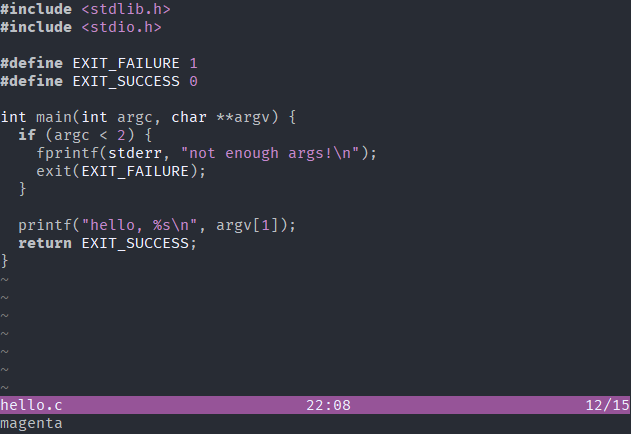 #include <stdlib.h>
#include <stdio.h>

#define EXIT_FAILURE 1
#define EXIT_SUCCESS 0

int main(int argc, char **argv) {
  if (argc < 2) {
    fprintf(stderr, "not enough args!\n");
    exit(EXIT_FAILURE);
  }

  printf("hello, %s\n", argv[1]);
  return EXIT_SUCCESS;
}
~
~
~
~
~
~
~
hello.c 22:08 12/15
magenta